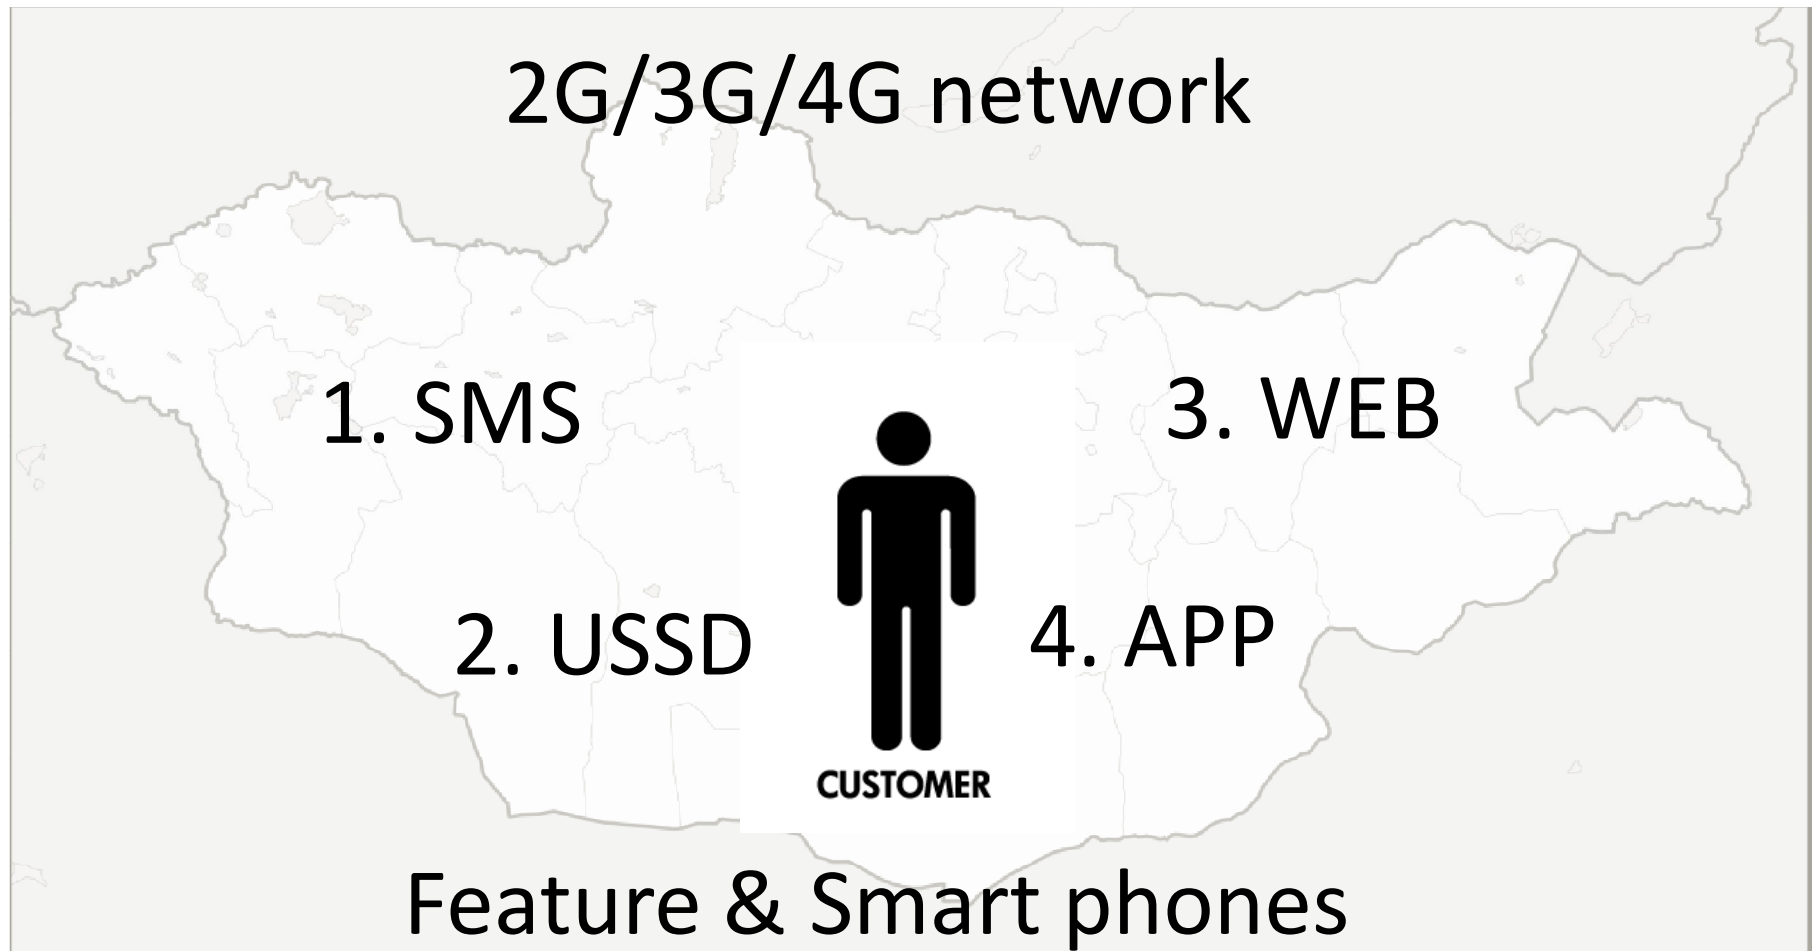 2G/3G/4G network
1. SMS
3. WEB
2. USSD
4. APP
CUSTOMER
Feature & Smart phones